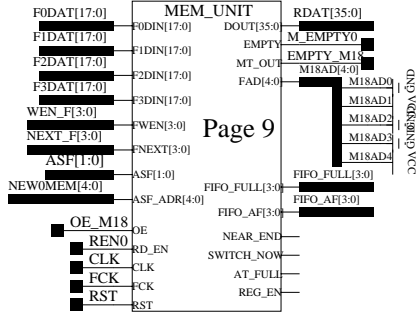 MEM_UNIT
F0DAT[17:0]
F0DIN[17:0]
F1DAT[17:0]
F1DIN[17:0]
F2DAT[17:0]
F2DIN[17:0]
F3DAT[17:0]
F3DIN[17:0]
WEN_F[3:0]
FWEN[3:0]
NEXT_F[3:0]
FNEXT[3:0]
ASF[1:0]
ASF[1:0]
NEW0MEM[4:0]
ASF_ADR[4:0]
OE_M18
OE
REN0
RD_EN
CLK
CLK
FCK
FCK
RST
RST
Page 9
DOUT[35:0]
RDAT[35:0]
EMPTY
M_EMPTY0
MT_OUT
EMPTY_M18
FAD[4:0]
M18AD[4:0]
M18AD0
M18AD1
M18AD2
M18AD3
M18AD4
GND
VCC
FIFO_FULL[3:0]
FIFO_FULL[3:0]
FIFO_AF[3:0]
FIFO_AF[3:0]
NEAR_END
SWITCH_NOW
AT_FULL
REG_EN